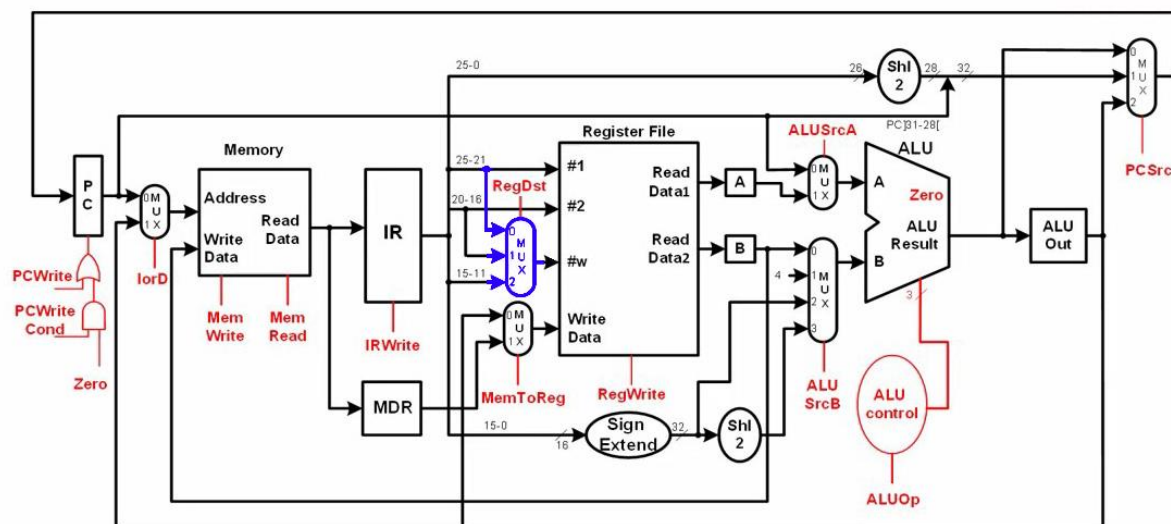 25-0
26
Shl
2
28
32
0
M
1 U
X
2
PC]31-28[
PCSrc
Register File
ALUSrcA
ALU
Memory
25-21
#1
Read
Data1
A
0 M
U
1 X
A
Zero
P
C
0 M
U
1 X
Address
Read
Data
Write
Data
IR
20-16
RegDst
#2
0
M
1 U
X
2
#w
15-11
Read
Data2
B
0
4
1
M
2 U
X
3
B
ALU
Result
ALU
Out
PCWrite
IorD
PCWrite
Cond
Mem
Write
Mem
Read
IRWrite
0 M
U
1 X
Write
Data
3
Zero
MemToReg
RegWrite
ALU
SrcB
ALU
control
MDR
15-0
16
Sign
Extend
32
Shl
2
ALUOp